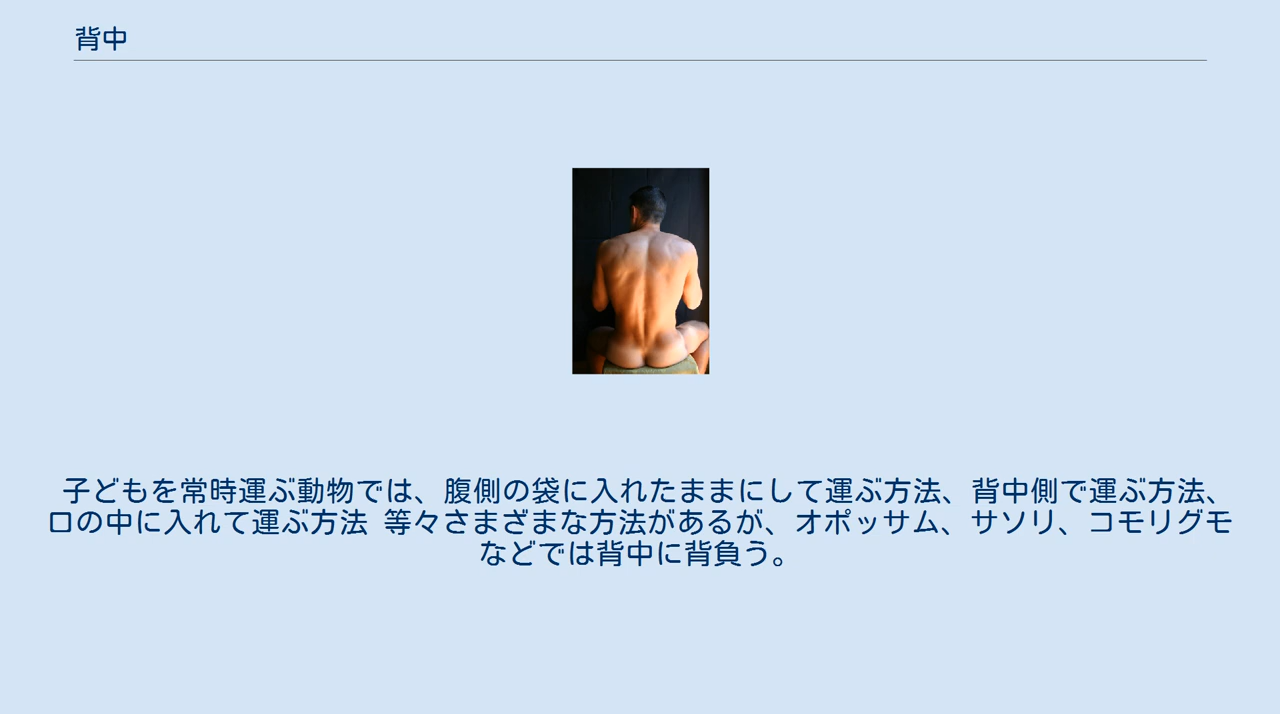 背中
子どもを常時運ぶ動物では、腹側の袋に入れたままにして運ぶ方法、背中側で運ぶ方法、
口の中に入れて運ぶ方法 等々さまざまな方法があるが、オポッサム、サソリ、コモリグモ
などでは背中に背負う。